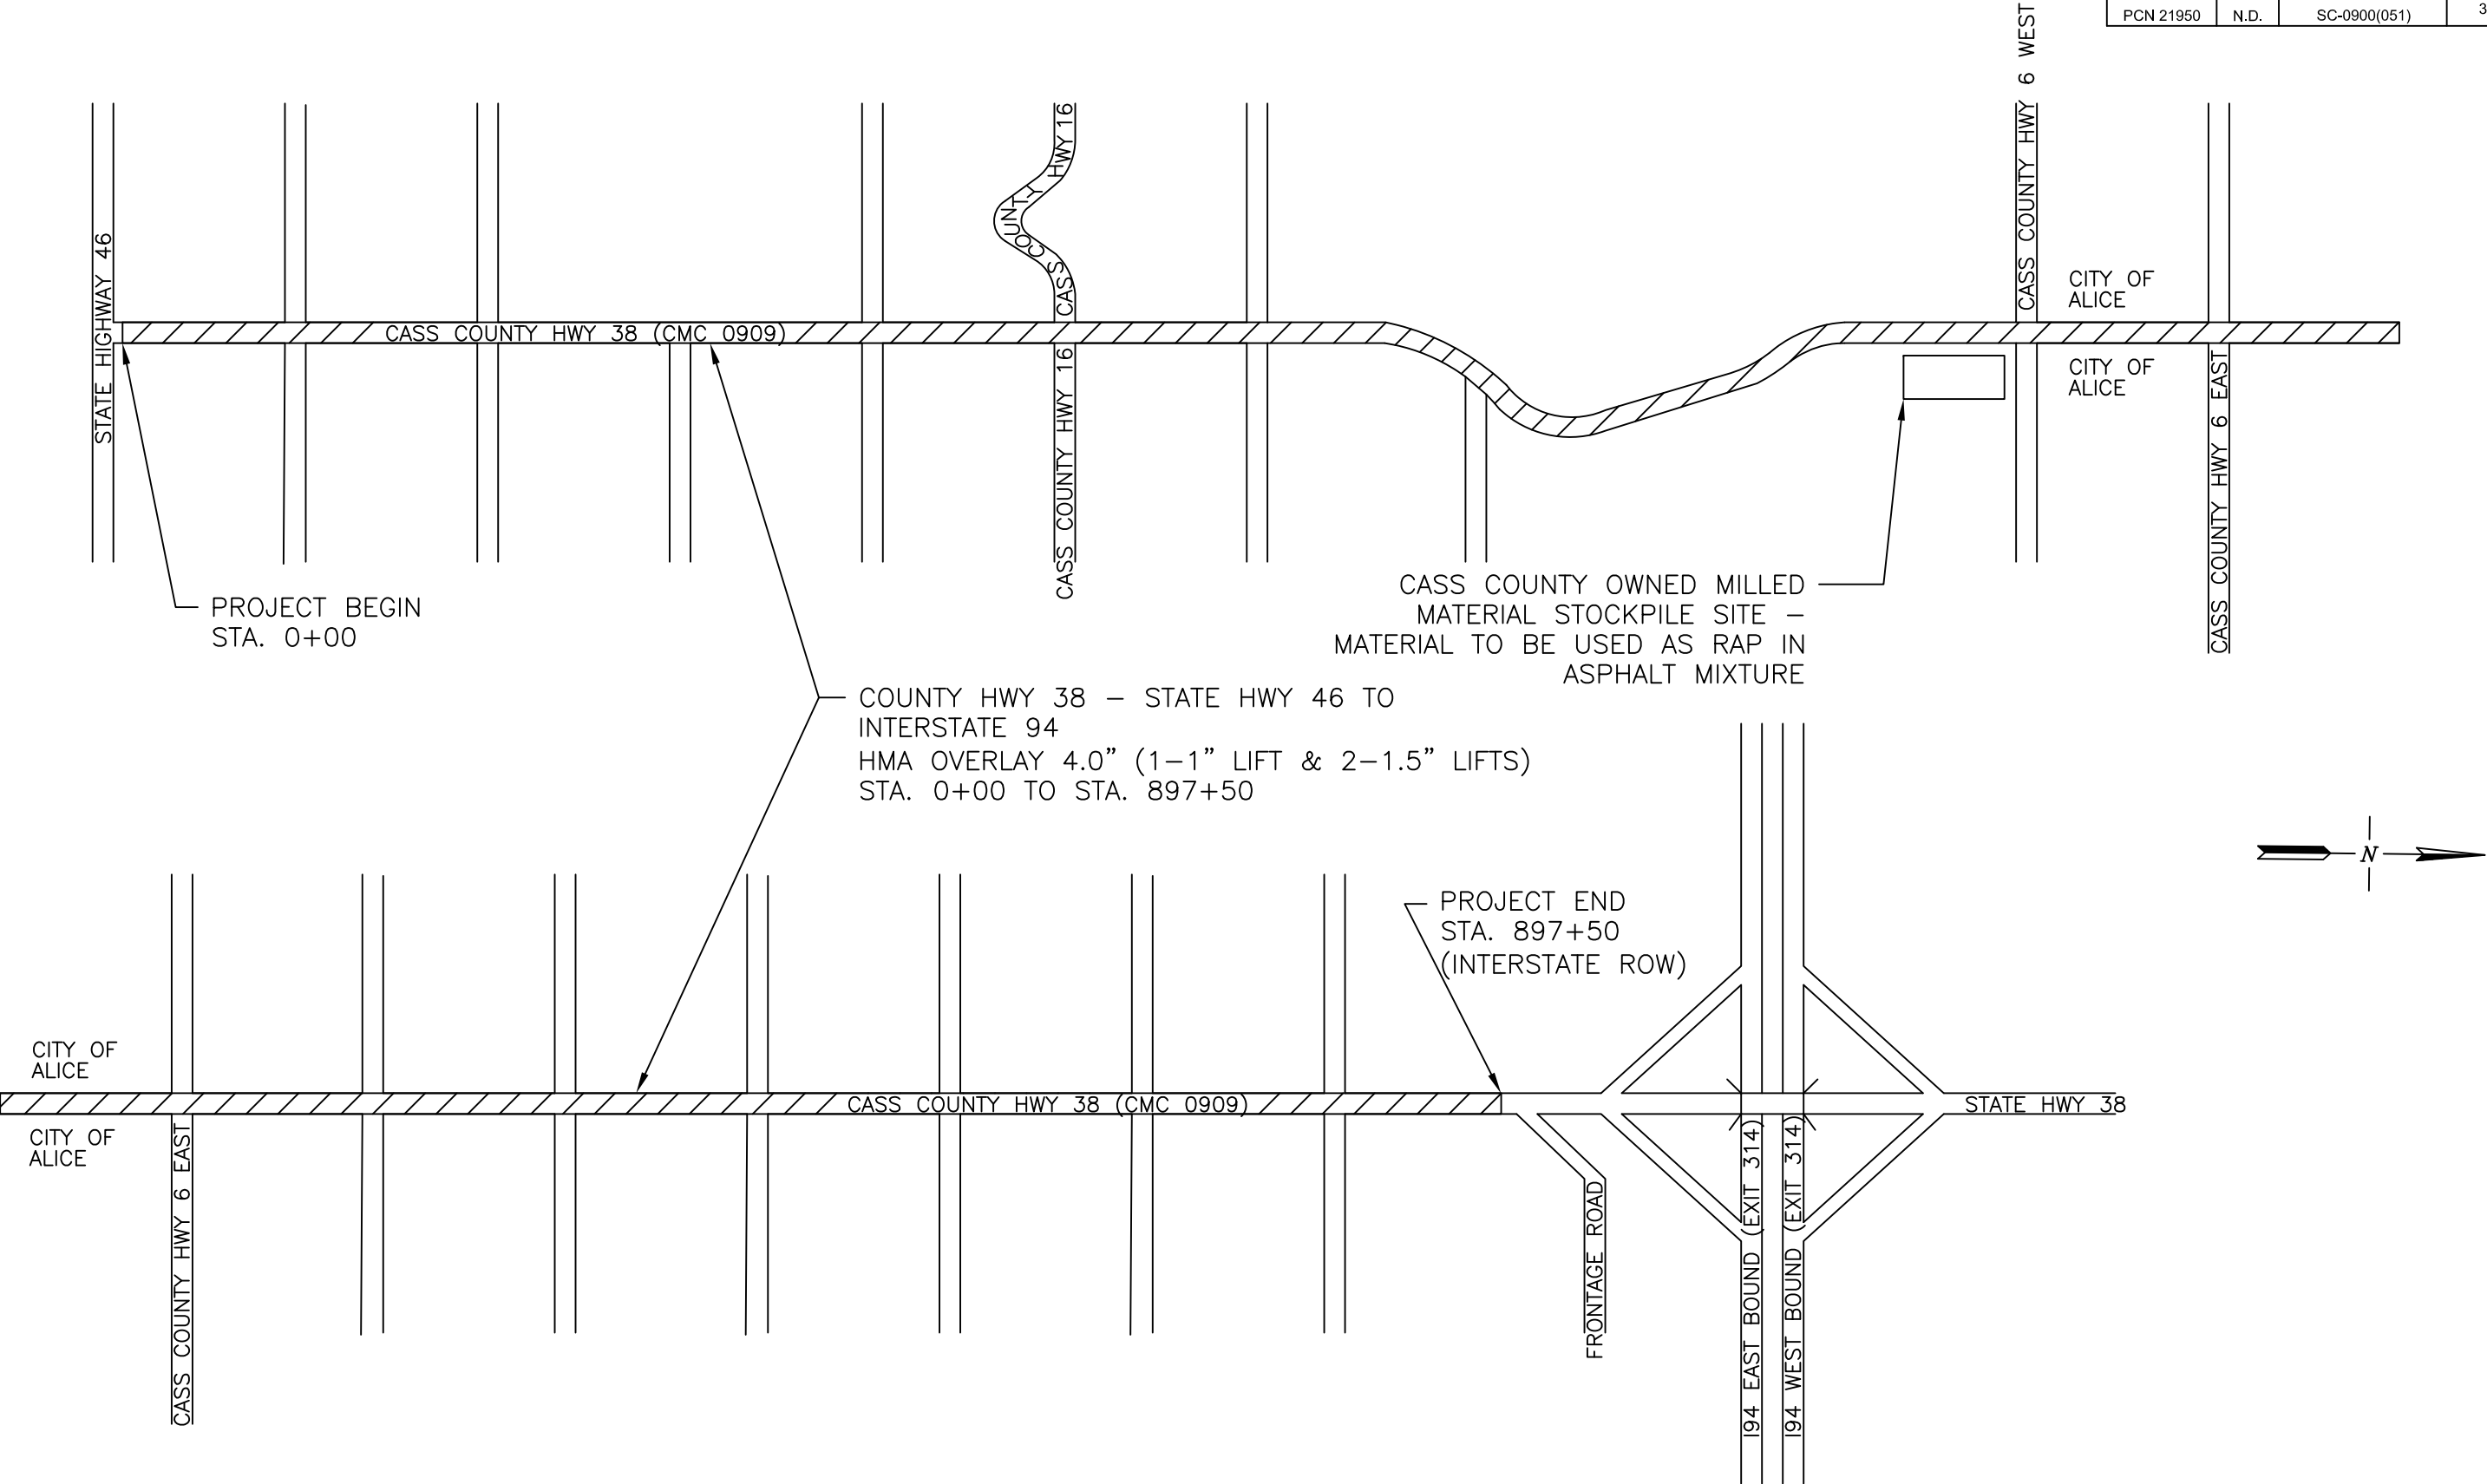 PCN 21950 N.D. SC-0900(051) 3
STATE HIGHWAY 46
CASS COUNTY HWY 38 (CMC 0909)
CASS COUNTY HWY 16
CASS COUNTY HWY 16
CASS COUNTY HWY 6 WEST
CITY OF
ALICE
CITY OF
ALICE
CASS COUNTY HWY 6 EAST
PROJECT BEGIN
STA. 0+00
CASS COUNTY OWNED MILLED
MATERIAL STOCKPILE SITE –
MATERIAL TO BE USED AS RAP IN
ASPHALT MIXTURE
COUNTY HWY 38 – STATE HWY 46 TO
INTERSTATE 94
HMA OVERLAY 4.0” (1–1” LIFT & 2–1.5” LIFTS)
STA. 0+00 TO STA. 897+50
N
PROJECT END
STA. 897+50
(INTERSTATE ROW)
CITY OF
ALICE
CITY OF
ALICE
CASS COUNTY HWY 6 EAST
CASS COUNTY HWY 38 (CMC 0909)
FRONTAGE ROAD
I94 EAST BOUND (EXIT 314)
I94 WEST BOUND (EXIT 314)
STATE HWY 38